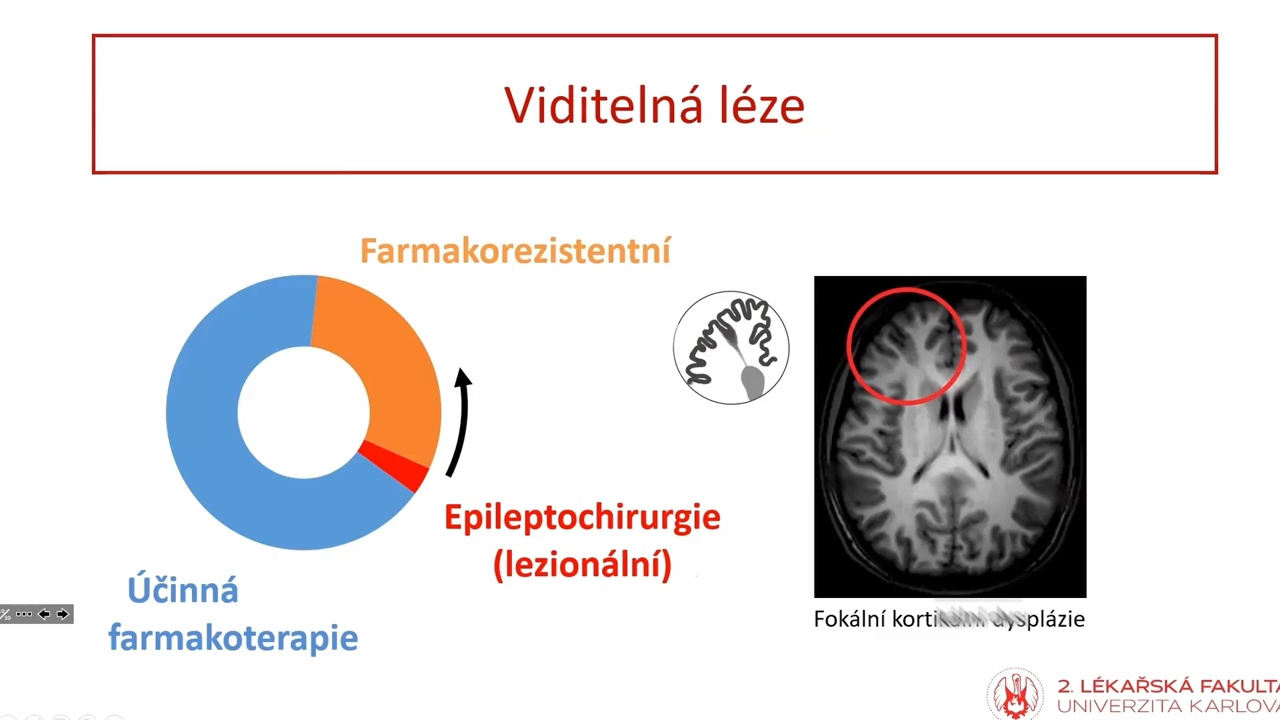 Viditelná léze
Farmakorezistentní
Epileptochirurgie
(lezionální)
Účinná
farmakoterapie
Fokální kortikální dysplázie
2. LÉKAŘSKÁ FAKULTA
UNIVERZITA KARLOVA